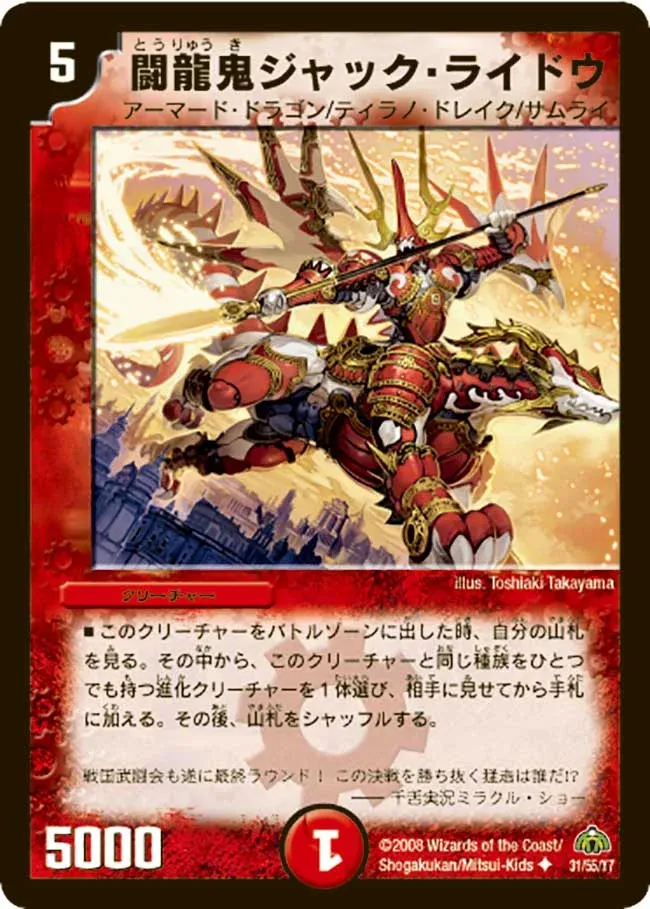 5
とうりゅうき
闘龍鬼ジャック・ライドウ
アーマード・ドラゴン/ティラノ・ドレイク/サムライ
illus. Toshiaki Takayama
クリーチャー
■このクリーチャーをバトルゾーンに出した時、自分の山札
を見る。その中から、このクリーチャーと同じ種族をひとつ
でも持つ進化クリーチャーを1体選び、相手に見せてから手札
に加える。その後、山札をシャッフルする。
戦国武闘会も遂に最終ラウンド! この決戦を勝ち抜く猛者は誰だ!?
―― 千舌実況ミラクル・ショー
5000
1
©2008 Wizards of the Coast/
Shogakukan/Mitsui-Kids ◆
31/55/Y7